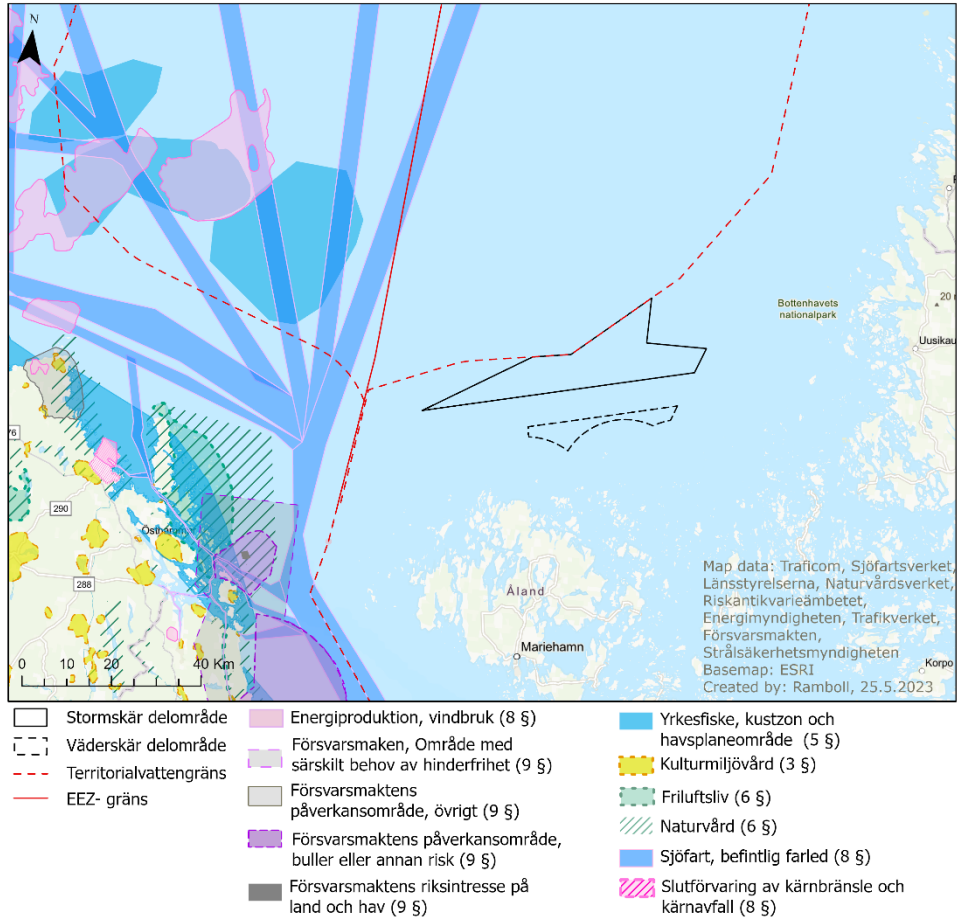 N
Bottenhavets
nationalpark
20
Uusikau
76
290
Östhammar
288
Åland
Mariehamn
Korpo
Map data: Traficom, Sjöfartsverket,
Länsstyrelserna, Naturvårdsverket,
Riskantikvarieämbetet,
Energimyndigheten, Trafikverket,
Försvarsmakten,
Strålsäkerhetsmyndigheten
Basemap: ESRI
Created by: Ramboll, 25.5.2023
0 10 20 40 Km
Stormskär delområde
Väderskär delområde
Territorialvattengräns
EEZ- gräns
Energiproduktion, vindbruk (8 §)
Försvarsmaken, Område med
särskilt behov av hinderfrihet (9 §)
Försvarsmaktens
påverkansområde, övrigt (9 §)
Försvarsmaktens påverkansområde,
buller eller annan risk (9 §)
Försvarsmaktens riksintresse på
land och hav (9 §)
Yrkesfiske, kustzon och
havsplaneområde (5 §)
Kulturmiljövård (3 §)
Friluftsliv (6 §)
Naturvård (6 §)
Sjöfart, befintlig farled (8 §)
Slutförvaring av kärnbränsle och
kärnavfall (8 §)